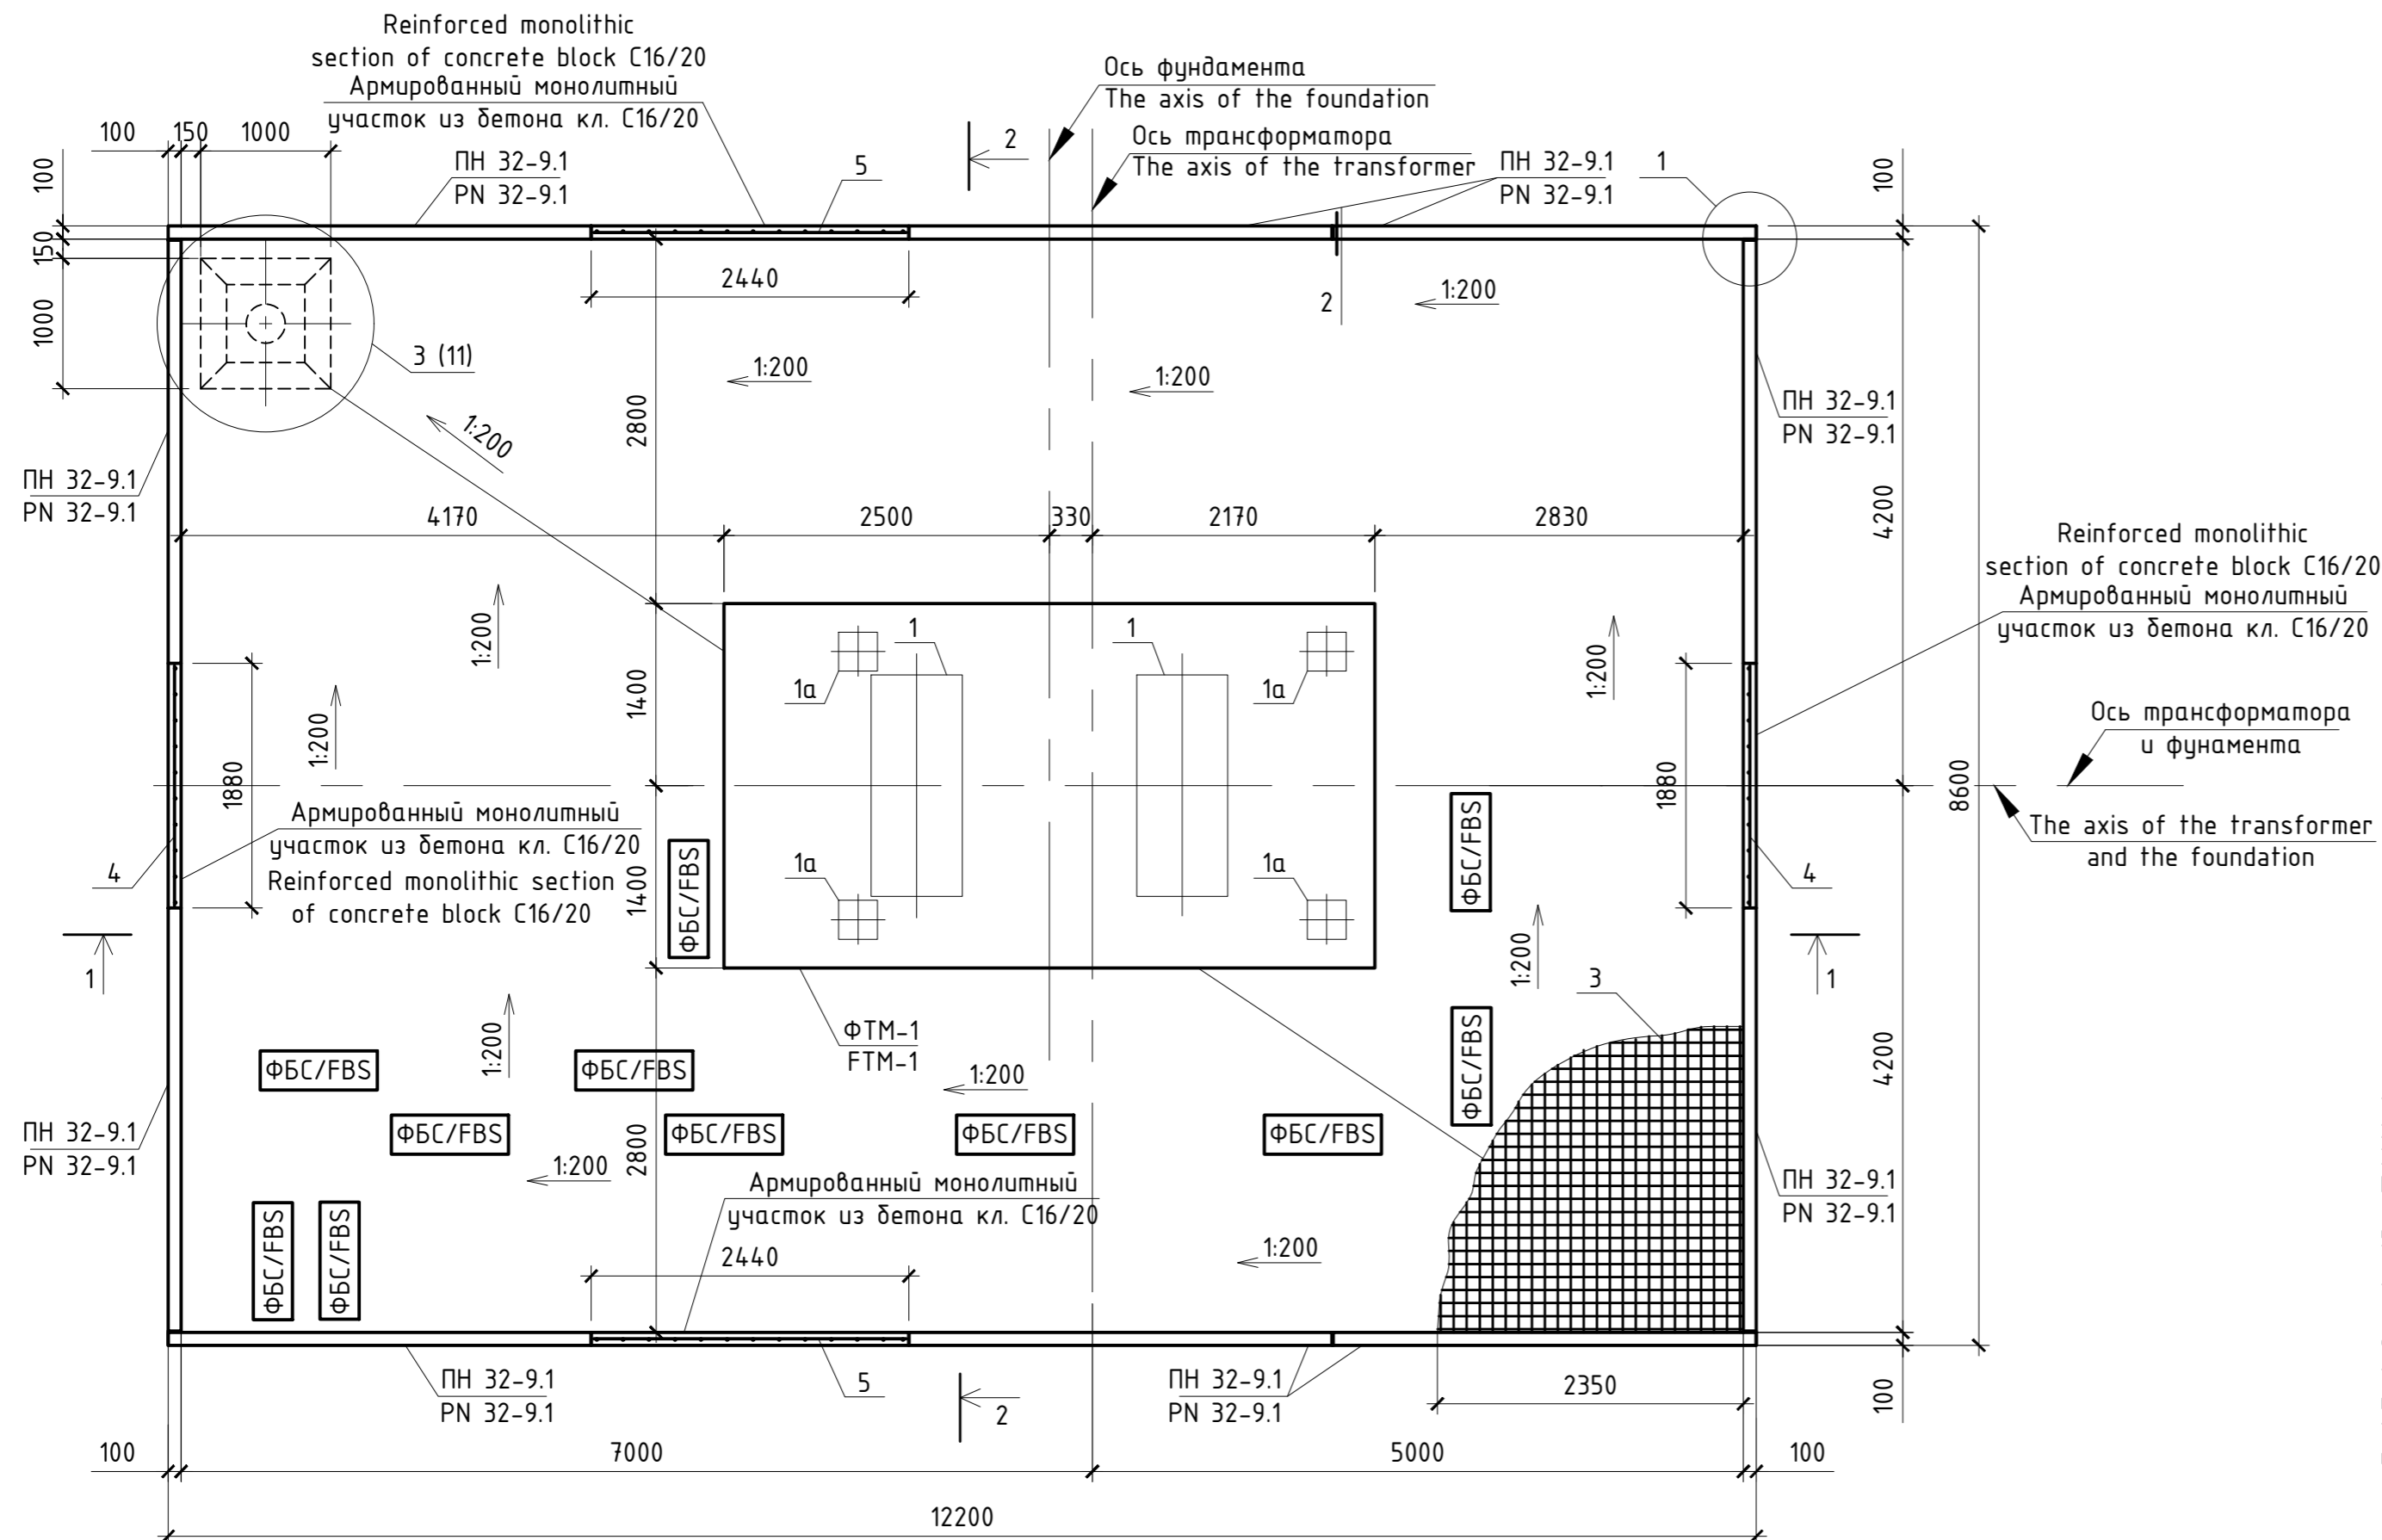 Reinforced monolithic
section of concrete block C16/20
Армированный монолитный
участок из бетона кл. С16/20
Ось фундамента
The axis of the foundation
Ось трансформатора
The axis of the transformer
100
150
1000
ПН 32-9.1
PN 32-9.1
5
2
ПН 32-9.1
PN 32-9.1
1
100
150
1000
100
2440
2
1:200
3 (11)
1:200
1:200
1:200
2800
ПН 32-9.1
PN 32-9.1
ПН 32-9.1
PN 32-9.1
4170
2500
330
2170
2830
4200
Reinforced monolithic
section of concrete block C16/20
Армированный монолитный
участок из бетона кл. С16/20
1:200
1:200
1
1
1а
1а
1400
1:200
1880
1880
Ось трансформатора
и фунамента
8600
The axis of the transformer
and the foundation
Армированный монолитный
участок из бетона кл. С16/20
Reinforced monolithic section
of concrete block C16/20
4
ФБС/FBS
1400
1а
1а
ФБС/FBS
4
1
1:200
3
1
1:200
ФТМ-1
FTM-1
ФБС/FBS
ФБС/FBS
1:200
ФБС/FBS
4200
ФБС/FBS
ФБС/FBS
ФБС/FBS
ФБС/FBS
ПН 32-9.1
PN 32-9.1
2800
1:200
Армированный монолитный
участок из бетона кл. С16/20
ПН 32-9.1
PN 32-9.1
ФБС/FBS
ФБС/FBS
2440
1:200
ПН 32-9.1
PN 32-9.1
5
2
ПН 32-9.1
PN 32-9.1
2350
100
100
7000
5000
100
12200